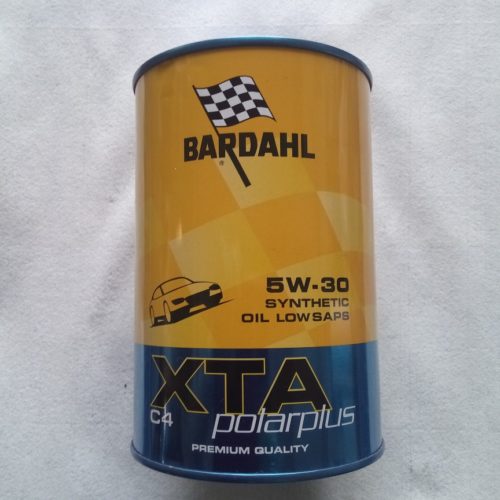 BARDAHL
®
5W-30
SYNTHETIC
OIL LOWSAPS
XTA
C4 polarplus
PREMIUM QUALITY